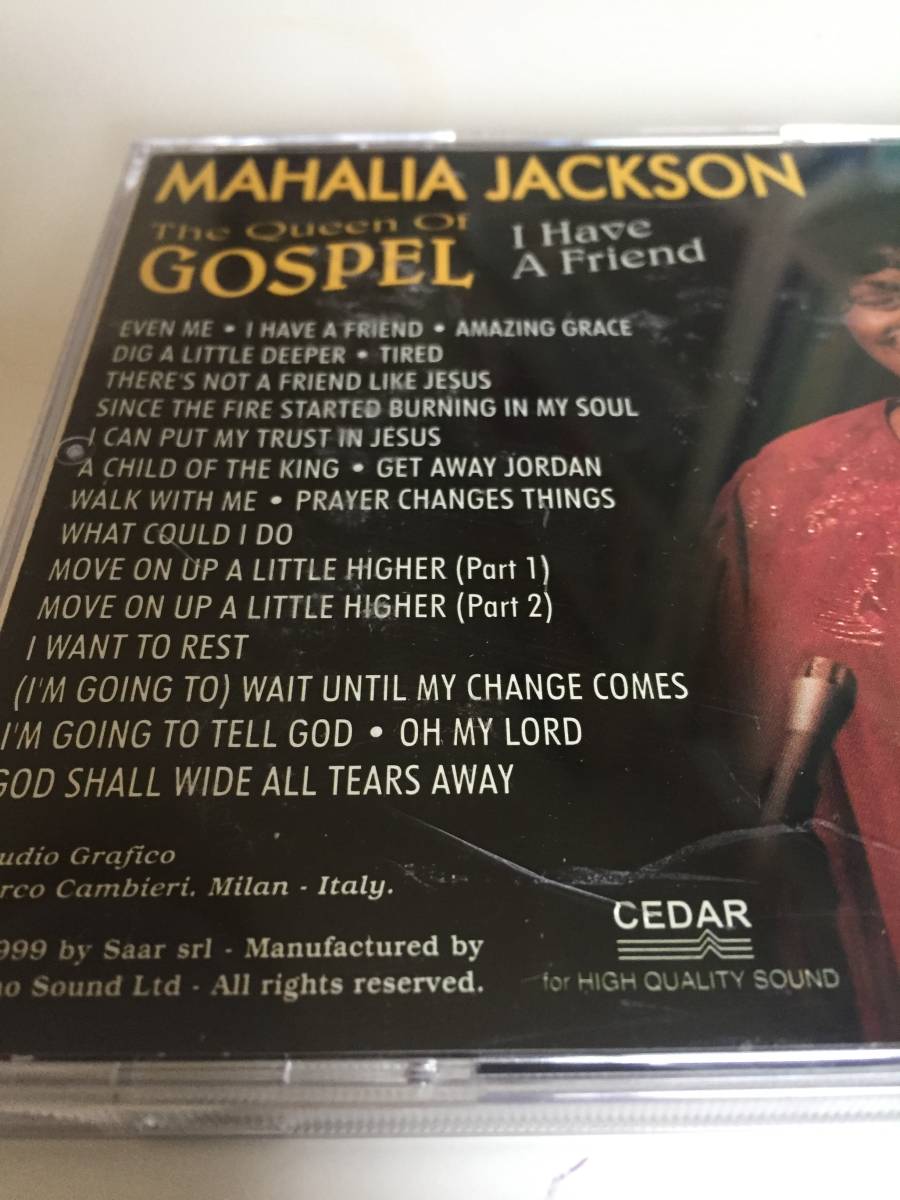 MAHALIA JACKSON
The Queen Of
GOSPEL
I Have
A Friend
EVEN ME • I HAVE A FRIEND • AMAZING GRACE
DIG A LITTLE DEEPER • TIRED
THERE'S NOT A FRIEND LIKE JESUS
SINCE THE FIRE STARTED BURNING IN MY SOUL
I CAN PUT MY TRUST IN JESUS
A CHILD OF THE KING • GET AWAY JORDAN
WALK WITH ME • PRAYER CHANGES THINGS
WHAT COULD I DO
MOVE ON UP A LITTLE HIGHER (Part 1)
MOVE ON UP A LITTLE HIGHER (Part 2)
I WANT TO REST
(I'M GOING TO) WAIT UNTIL MY CHANGE COMES
I'M GOING TO TELL GOD • OH MY LORD
GOD SHALL WIDE ALL TEARS AWAY
Grafico
Cambieri. Milan - Italy.
by Saar srl - Manufactured by
Sound Ltd - All rights reserved.
CEDAR
for HIGH QUALITY SOUND